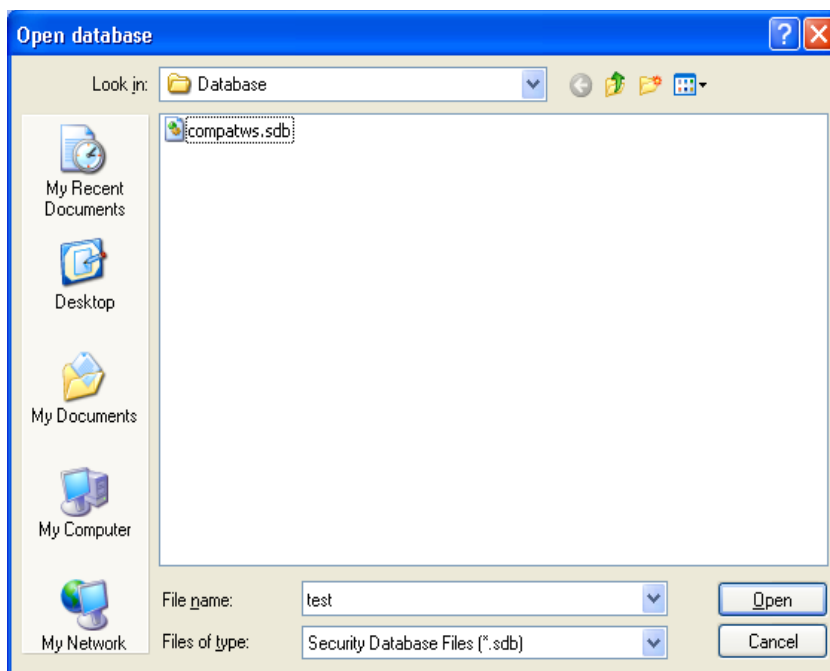 Open database
Look in: Database
compatws.sdb
My Recent
Documents
Desktop
My Documents
My Computer
My Network
File name: test Open
Files of type: Security Database Files (*.sdb) Cancel